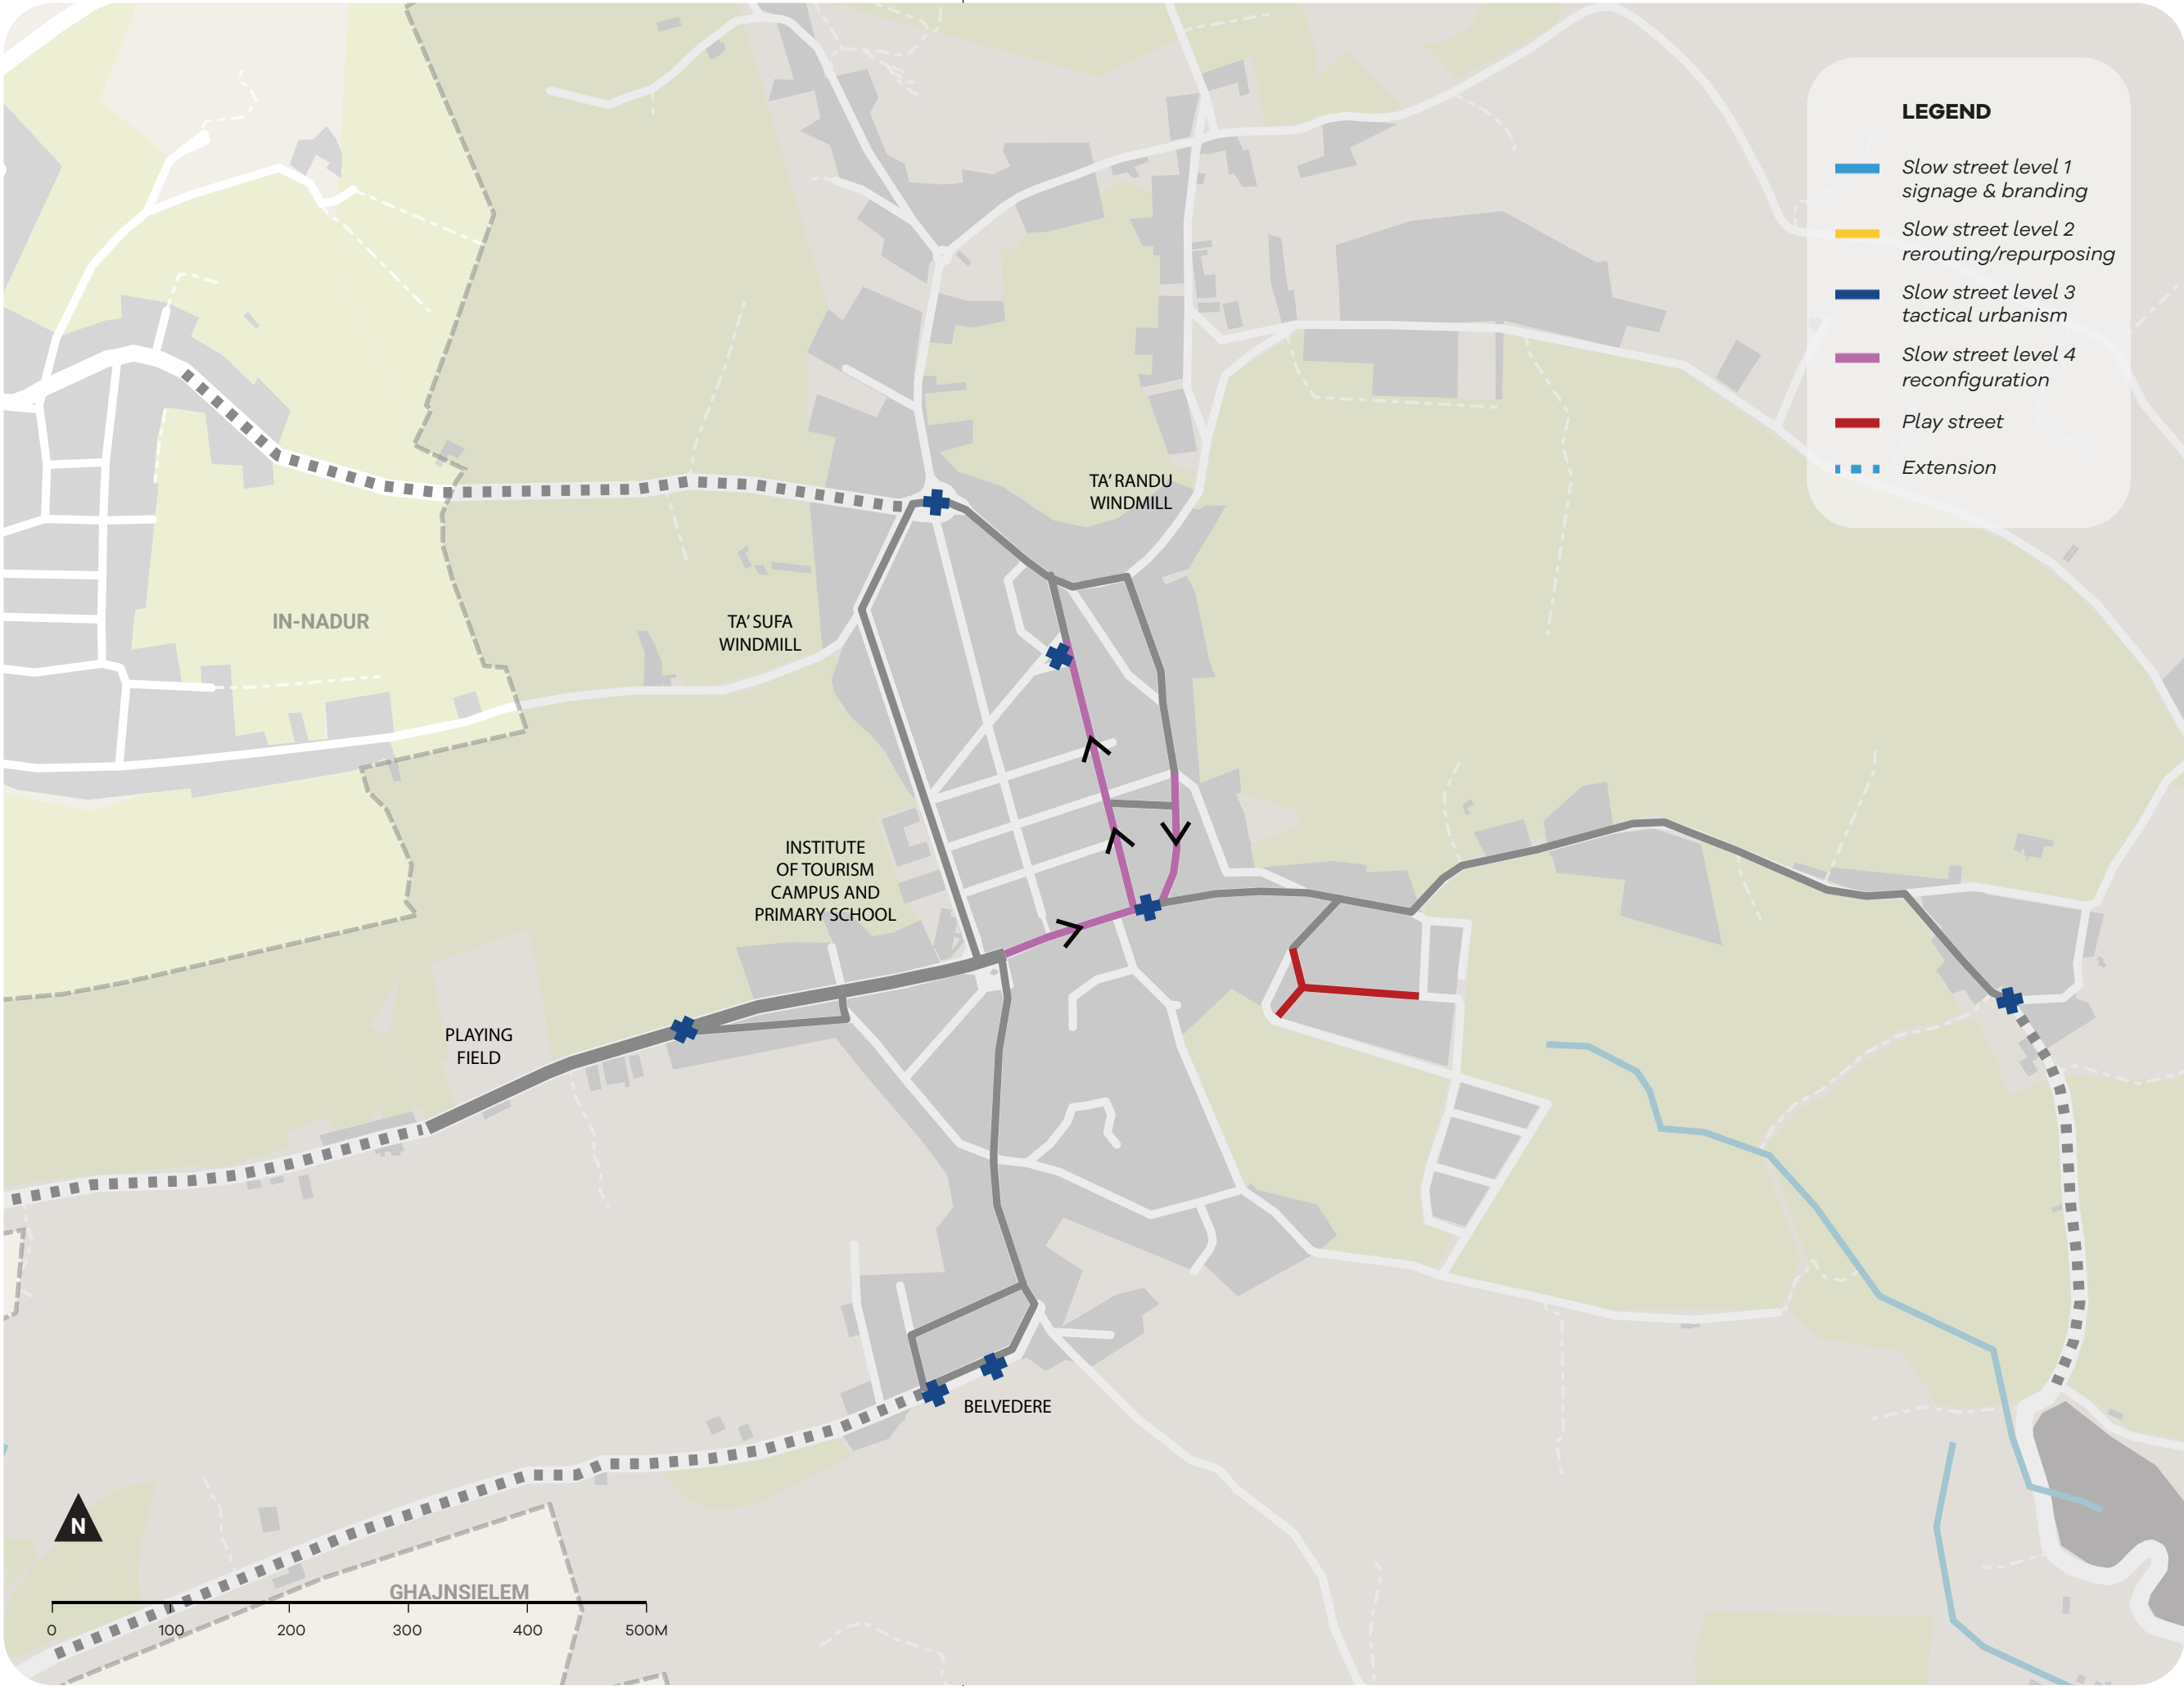 LEGEND
Slow street level 1
signage & branding
Slow street level 2
rerouting/repurposing
Slow street level 3
tactical urbanism
Slow street level 4
reconfiguration
Play street
Extension
TA’ RANDU
WINDMILL
IN-NADUR
TA’ SUFA
WINDMILL
INSTITUTE
OF TOURISM
CAMPUS AND
PRIMARY SCHOOL
PLAYING
FIELD
BELVEDERE
N
GHAJNSIELEM
0 100 200 300 400 500M